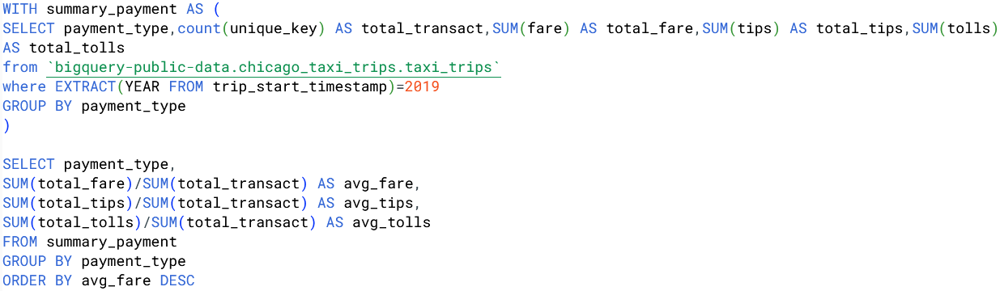 WITH summary_payment AS (
SELECT payment_type,count(unique_key) AS total_transact,SUM(fare) AS total_fare,SUM(tips) AS total_tips,SUM(tolls)
AS total_tolls
from `bigquery-public-data.chicago_taxi_trips.taxi_trips`
where EXTRACT(YEAR FROM trip_start_timestamp)=2019
GROUP BY payment_type
)
SELECT payment_type,
SUM(total_fare)/SUM(total_transact) AS avg_fare,
SUM(total_tips)/SUM(total_transact) AS avg_tips,
SUM(total_tolls)/SUM(total_transact) AS avg_tolls
FROM summary_payment
GROUP BY payment_type
ORDER BY avg_fare DESC